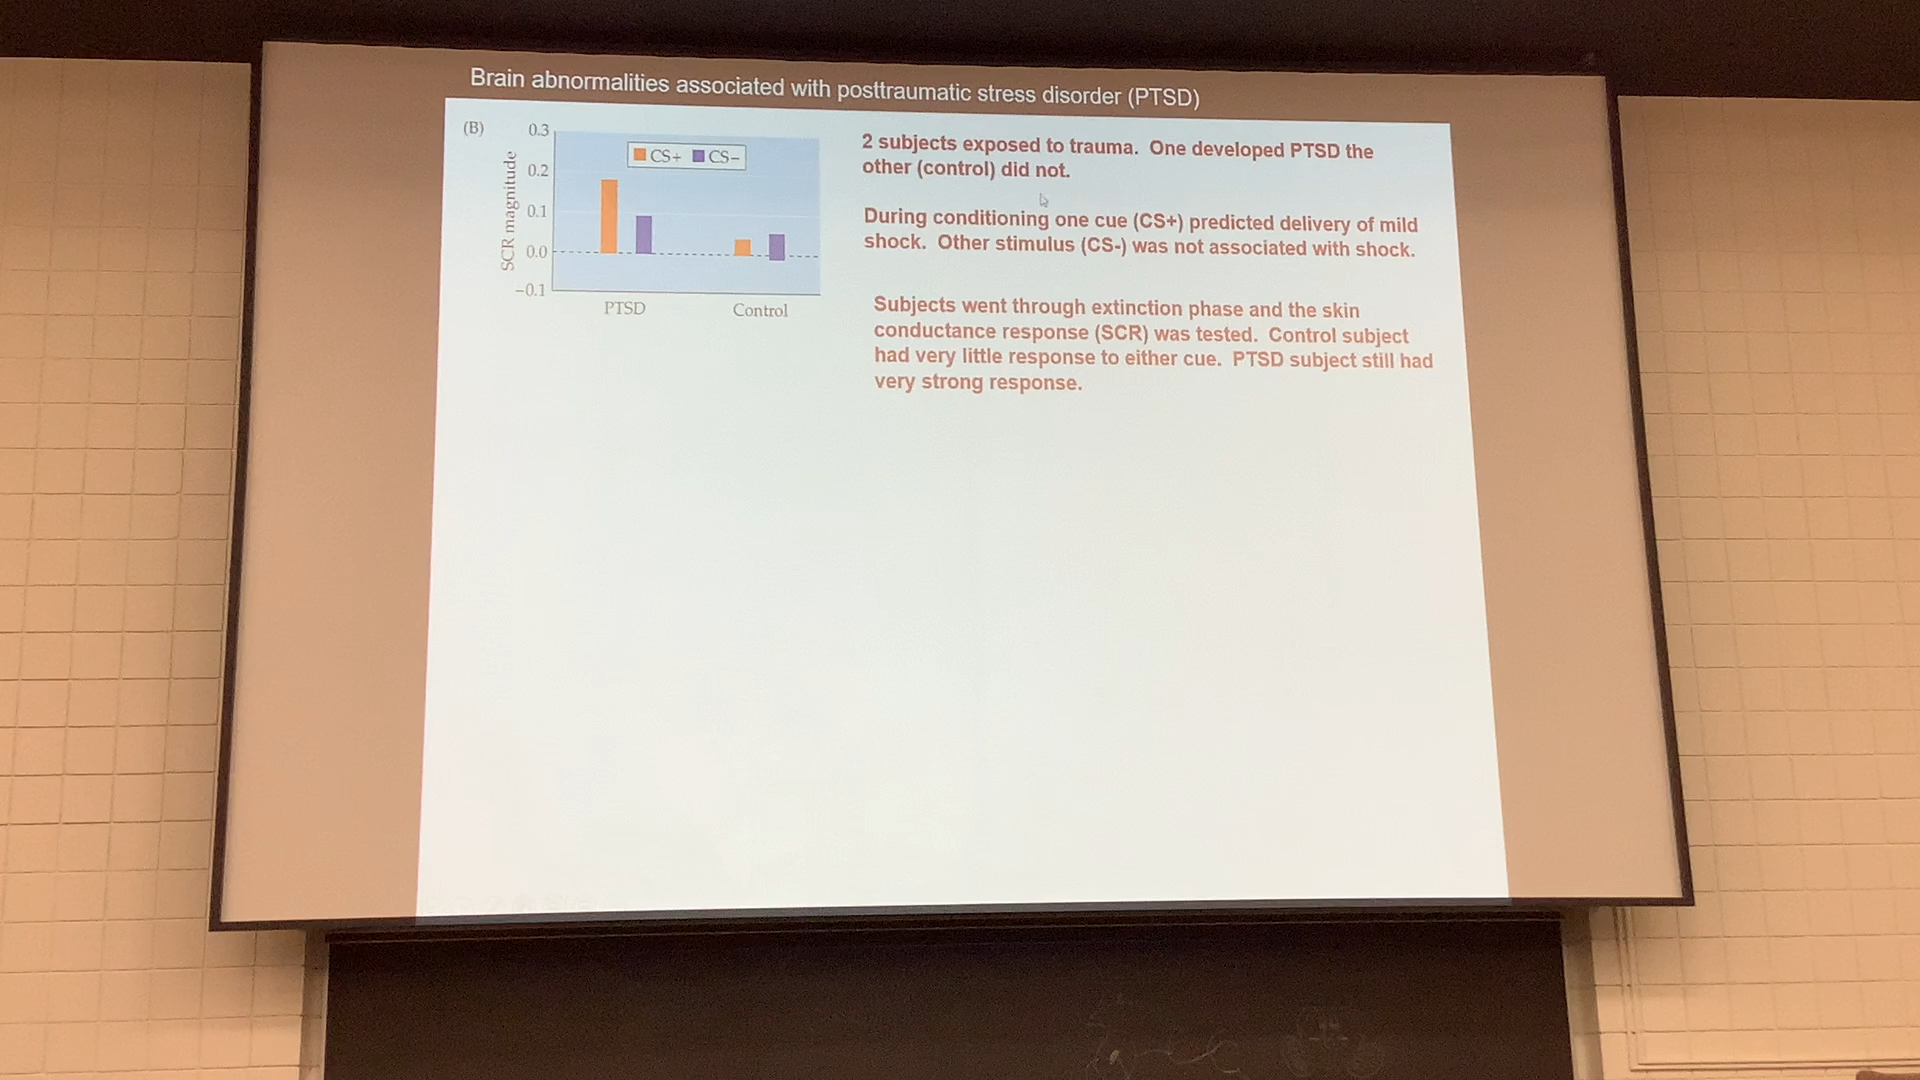 Brain abnormalities associated with posttraumatic stress disorder (PTSD)
(B)
SCR magnitude
0.3
0.2
0.1
0.0
−0.1
CS+ CS−
PTSD
Control
2 subjects exposed to trauma. One developed PTSD the
other (control) did not.
During conditioning one cue (CS+) predicted delivery of mild
shock. Other stimulus (CS-) was not associated with shock.
Subjects went through extinction phase and the skin
conductance response (SCR) was tested. Control subject
had very little response to either cue. PTSD subject still had
very strong response.